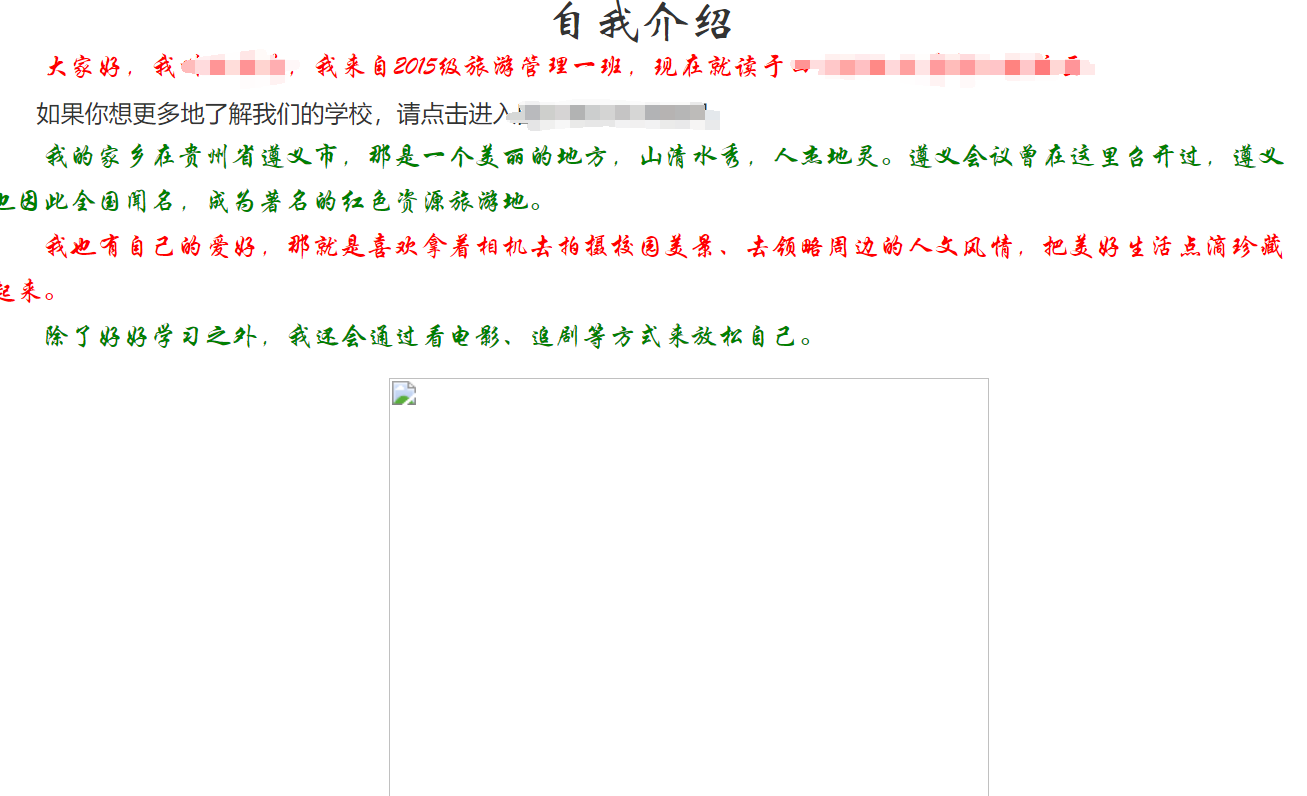 自我介绍
大家好，我，我来自2015级旅游管理一班，现在就读于
如果你想更多地了解我们的学校，请点击进入
我的家乡在贵州省遵义市，那是一个美丽的地方，山清水秀，人杰地灵。遵义会议曾在这里召开过，遵义
也因此全国闻名，成为著名的红色资源旅游地。
我也有自己的爱好，那就是喜欢拿着相机去拍摄校园美景、去领略周边的人文风情，把美好生活点滴珍藏
起来。
除了好好学习之外，我还会通过看电影、追剧等方式来放松自己。